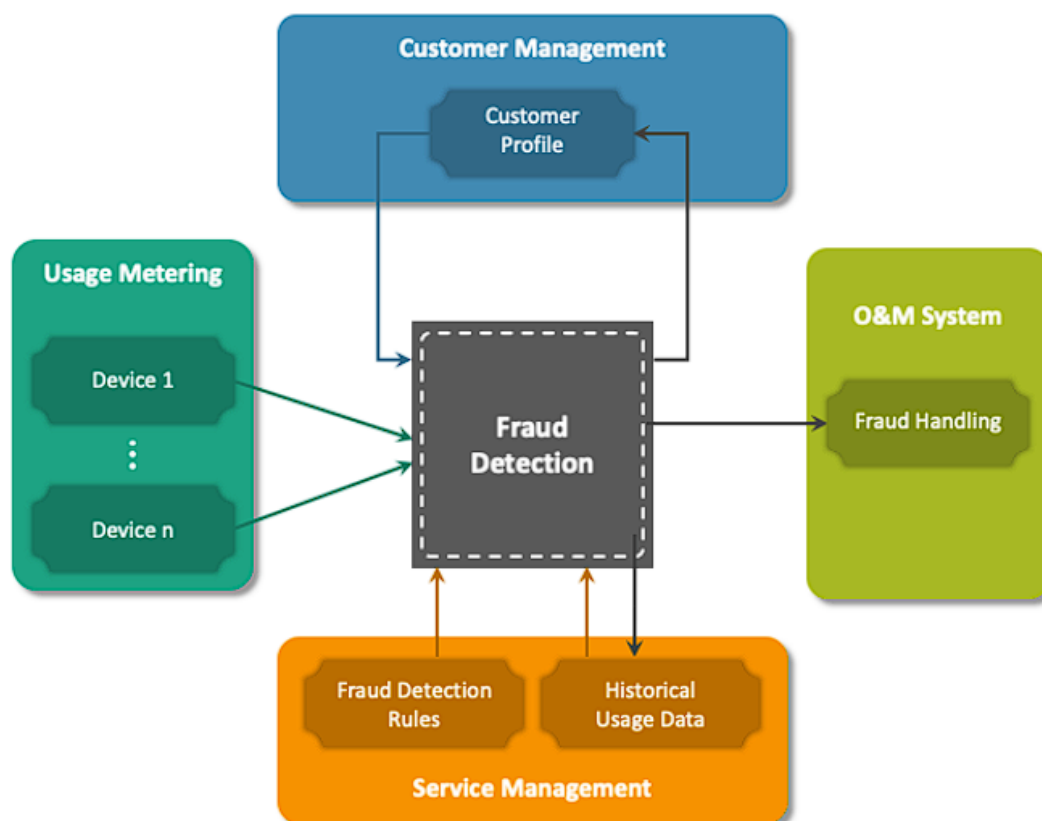 Customer Management
Customer
Profile
Usage Metering
Device 1
Device n
Fraud
Detection
O&M System
Fraud Handling
Fraud Detection
Rules
Historical
Usage Data
Service Management